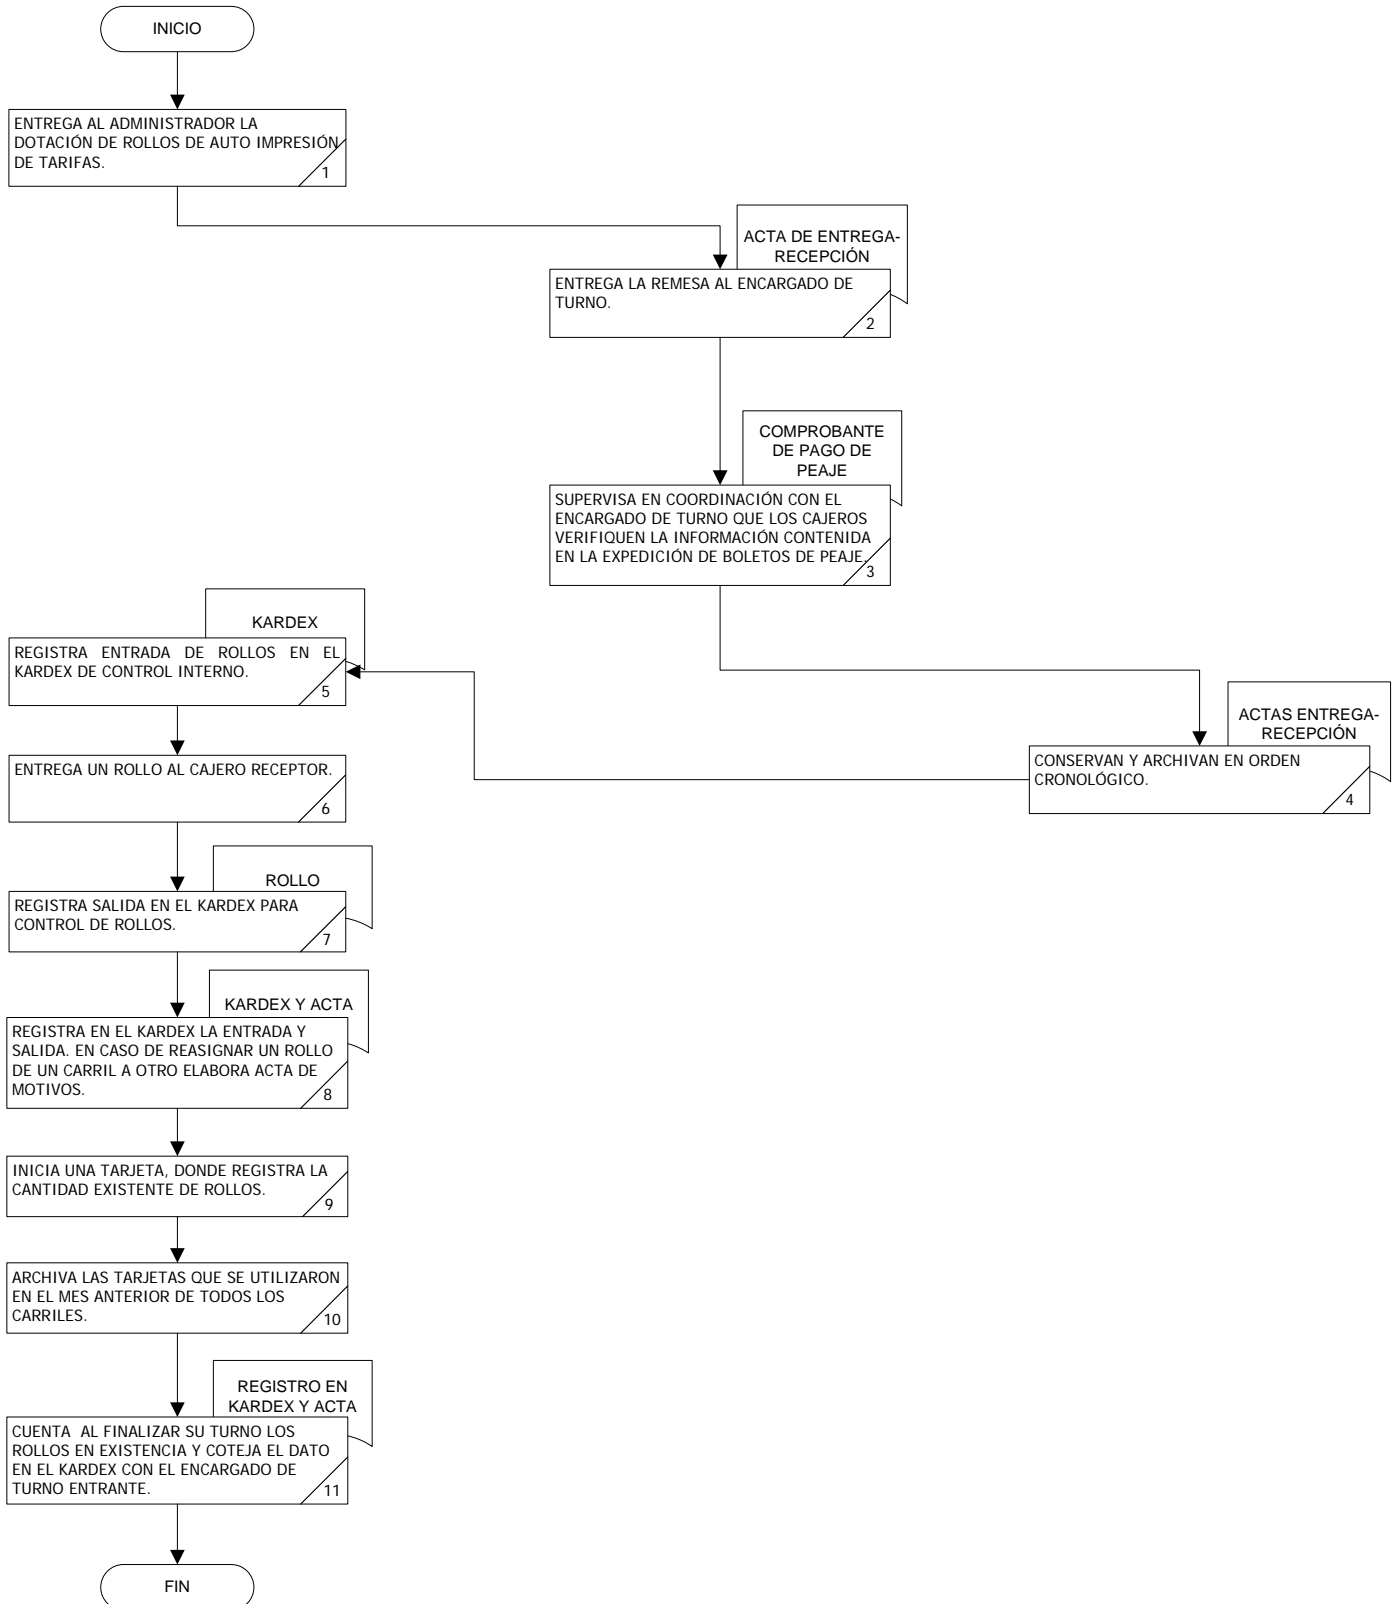 INICIO
ENTREGA AL ADMINISTRADOR LA
DOTACIÓN DE ROLLOS DE AUTO IMPRESIÓN
DE TARIFAS.
1
ACTA DE ENTREGA-
RECEPCIÓN
ENTREGA LA REMESA AL ENCARGADO DE
TURNO.
2
COMPROBANTE
DE PAGO DE
PEAJE
SUPERVISA EN COORDINACIÓN CON EL
ENCARGADO DE TURNO QUE LOS CAJEROS
VERIFIQUEN LA INFORMACIÓN CONTENIDA
EN LA EXPEDICIÓN DE BOLETOS DE PEAJE.
3
ACTAS ENTREGA-
RECEPCIÓN
CONSERVAN Y ARCHIVAN EN ORDEN
CRONOLÓGICO.
4
KARDEX
REGISTRA ENTRADA DE ROLLOS EN EL
KARDEX DE CONTROL INTERNO.
5
ENTREGA UN ROLLO AL CAJERO RECEPTOR.
6
ROLLO
REGISTRA SALIDA EN EL KARDEX PARA
CONTROL DE ROLLOS.
7
KARDEX Y ACTA
REGISTRA EN EL KARDEX LA ENTRADA Y
SALIDA. EN CASO DE REASIGNAR UN ROLLO
DE UN CARRIL A OTRO ELABORA ACTA DE
MOTIVOS.
8
INICIA UNA TARJETA, DONDE REGISTRA LA
CANTIDAD EXISTENTE DE ROLLOS.
9
ARCHIVA LAS TARJETAS QUE SE UTILIZARON
EN EL MES ANTERIOR DE TODOS LOS
CARRILES.
10
REGISTRO EN
KARDEX Y ACTA
CUENTA AL FINALIZAR SU TURNO LOS
ROLLOS EN EXISTENCIA Y COTEJA EL DATO
EN EL KARDEX CON EL ENCARGADO DE
TURNO ENTRANTE.
11
FIN